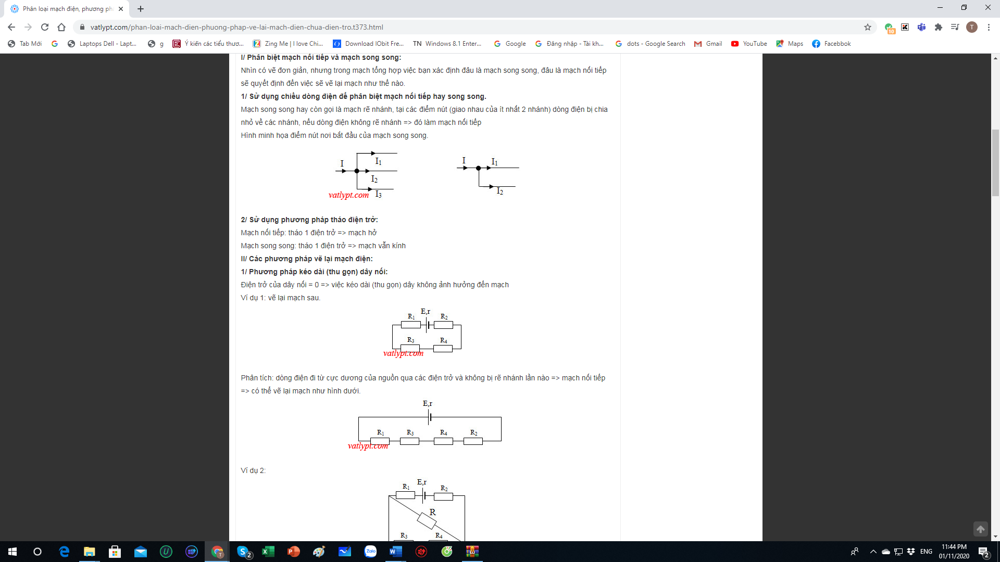 Phân loại mạch điện, phương ph
vatlypt.com/phan-loai-mach-dien-phuong-phap-ve-lai-mach-dien-chua-dien-tro.t373.html
10
T
Tab Mới
Laptops Dell - Lapt...
g
Ý kiến các tiểu thư...
Zing Me | I love Chi...
Download IObit Fre...
TN Windows 8.1 Enter...
Google
Đăng nhập - Tài kh...
dots - Google Search
Gmail
YouTube
Maps
Facebbok
I/ Phân biệt mạch nối tiếp và mạch song song:
Nhìn có vẽ đơn giản, nhưng trong mạch tổng hợp việc bạn xác định đâu là mạch song song, đâu là mạch nối tiếp
sẽ quyết định đến việc sẽ vẽ lại mạch như thế nào.
1/ Sử dụng chiều dòng điện để phân biệt mạch nối tiếp hay song song.
Mạch song song hay còn gọi là mạch rẽ nhánh, tại các điểm nút (giao nhau của ít nhất 2 nhánh) dòng điện bị chia
nhỏ về các nhánh, nếu dòng điện không rẽ nhánh => đó làm mạch nối tiếp
Hình minh họa điểm nút nơi bắt đầu của mạch song song.
I
I1
I2
I3
vatlypt.com
I
I1
I2
2/ Sử dụng phương pháp tháo điện trở:
Mạch nối tiếp: tháo 1 điện trở => mạch hở
Mạch song song: tháo 1 điện trở => mạch vẫn kính
II/ Các phương pháp vẽ lại mạch điện:
1/ Phương pháp kéo dài (thu gọn) dây nối:
Điện trở của dây nối = 0 => việc kéo dài (thu gọn) dây không ảnh hưởng đến mạch
Ví dụ 1: vẽ lại mạch sau.
E,r
R1
R2
R3
R4
vatlypt.com
Phân tích: dòng điện đi từ cực dương của nguồn qua các điện trở và không bị rẽ nhánh lần nào => mạch nối tiếp
=> có thể vẽ lại mạch như hình dưới.
E,r
R1
R3
R4
R2
vatlypt.com
Ví dụ 2:
E,r
R1
R2
R
R3
R4
2
Zalo
ENG
11:44 PM
01/11/2020
2